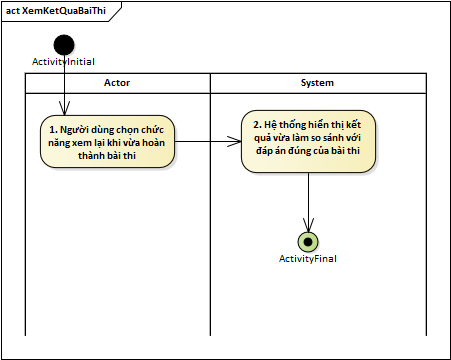 act XemKetQuaBaiThi
ActivityInitial
Actor
System
1. Người dùng chọn chức
năng xem lại khi vừa hoàn
thành bài thi
2. Hệ thống hiển thị kết
quả vừa làm so sánh với
đáp án đúng của bài thi
ActivityFinal